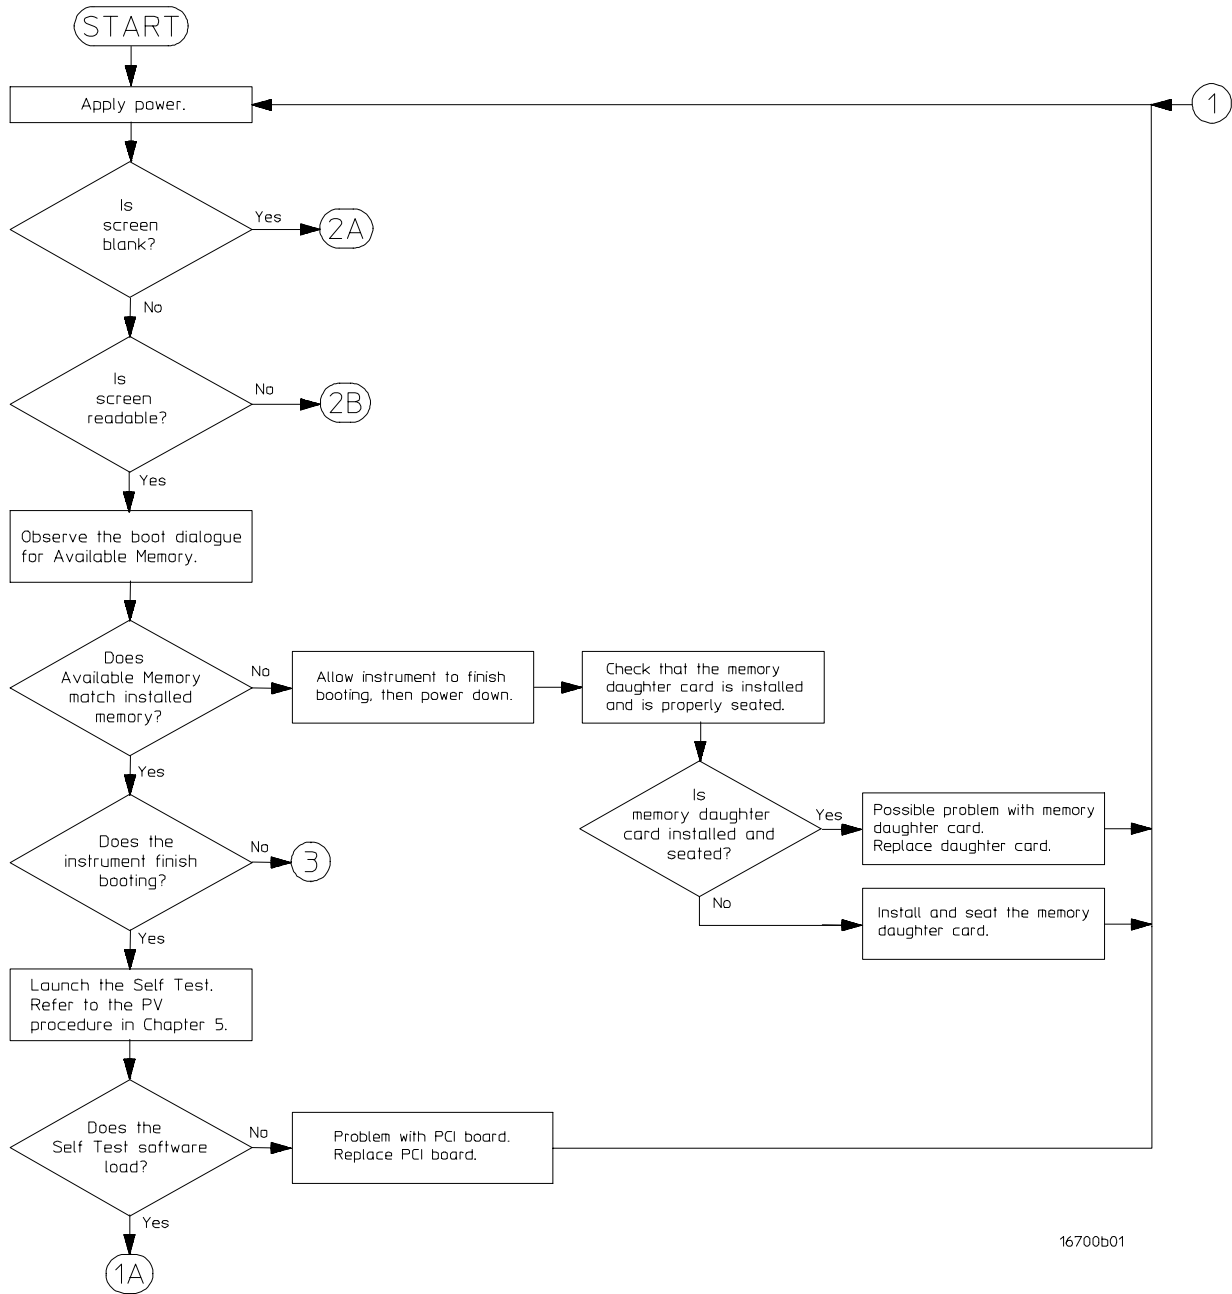 START
Apply power.
1
Is
screen
blank?
Yes
2A
No
Is
screen
readable?
No
2B
Yes
Observe the boot dialogue
for Available Memory.
Does
Available Memory
match installed
memory?
No
Allow instrument to finish
booting, then power down.
Check that the memory
daughter card is installed
and is properly seated.
Yes
Is
memory daughter
card installed and
seated?
Yes
Possible problem with memory
daughter card.
Replace daughter card.
No
Install and seat the memory
daughter card.
Does the
instrument finish
booting?
No
3
Yes
Launch the Self Test.
Refer to the PV
procedure in Chapter 5.
Does the
Self Test software
load?
No
Problem with PCI board.
Replace PCI board.
Yes
1A
16700b01